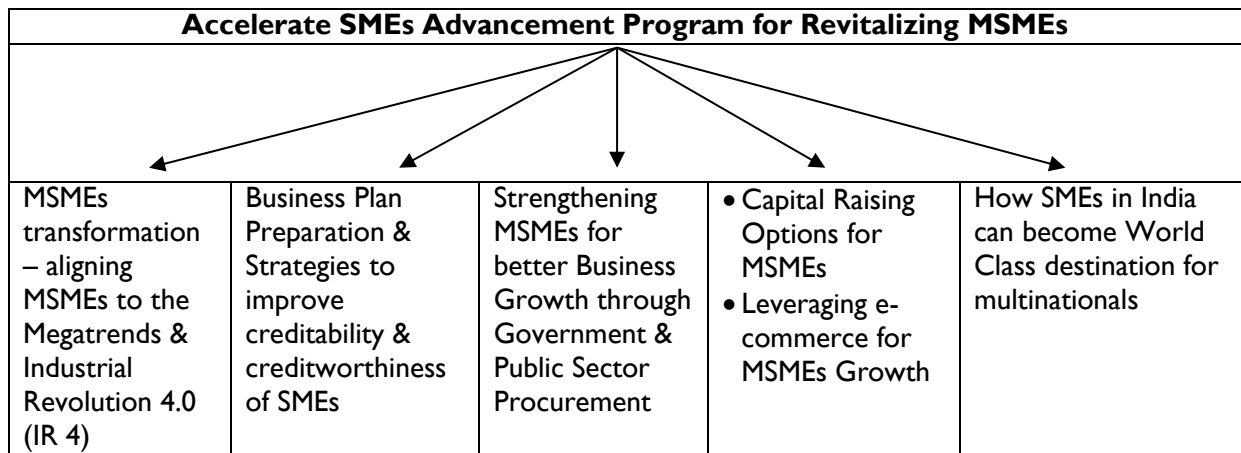 Accelerate SMEs Advancement Program for Revitalizing MSMEs
MSMEs
transformation
– aligning
MSMEs to the
Megatrends &
Industrial
Revolution 4.0
(IR 4)
Business Plan
Preparation &
Strategies to
improve
creditability &
creditworthiness
of SMEs
Strengthening
MSMEs for
better Business
Growth through
Government &
Public Sector
Procurement
• Capital Raising
Options for
MSMEs
• Leveraging e-
commerce for
MSMEs Growth
How SMEs in India
can become World
Class destination for
multinationals